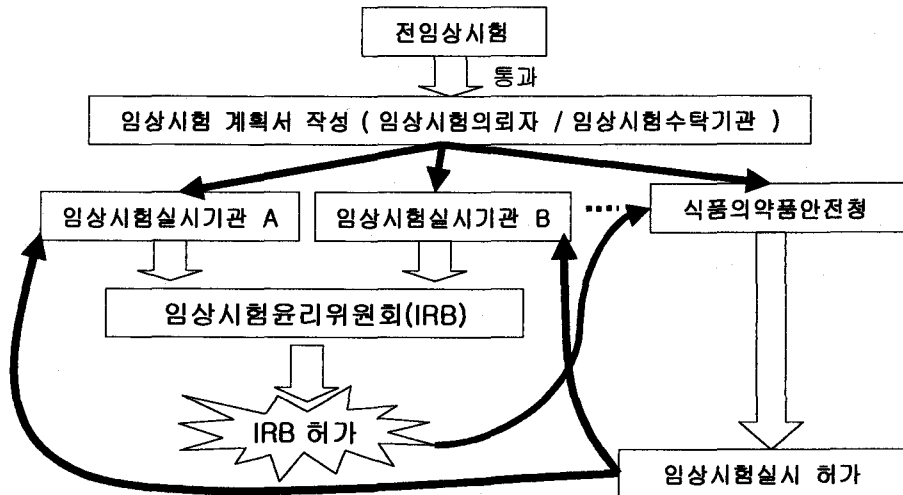 전임상시험
통과
임상시험 계획서 작성 ( 임상시험의뢰자 / 임상시험수탁기관 )
임상시험실시기관 A
임상시험실시기관 B
식품의약품안전청
임상시험윤리위원회(IRB)
IRB 허가
임상시험실시 허가